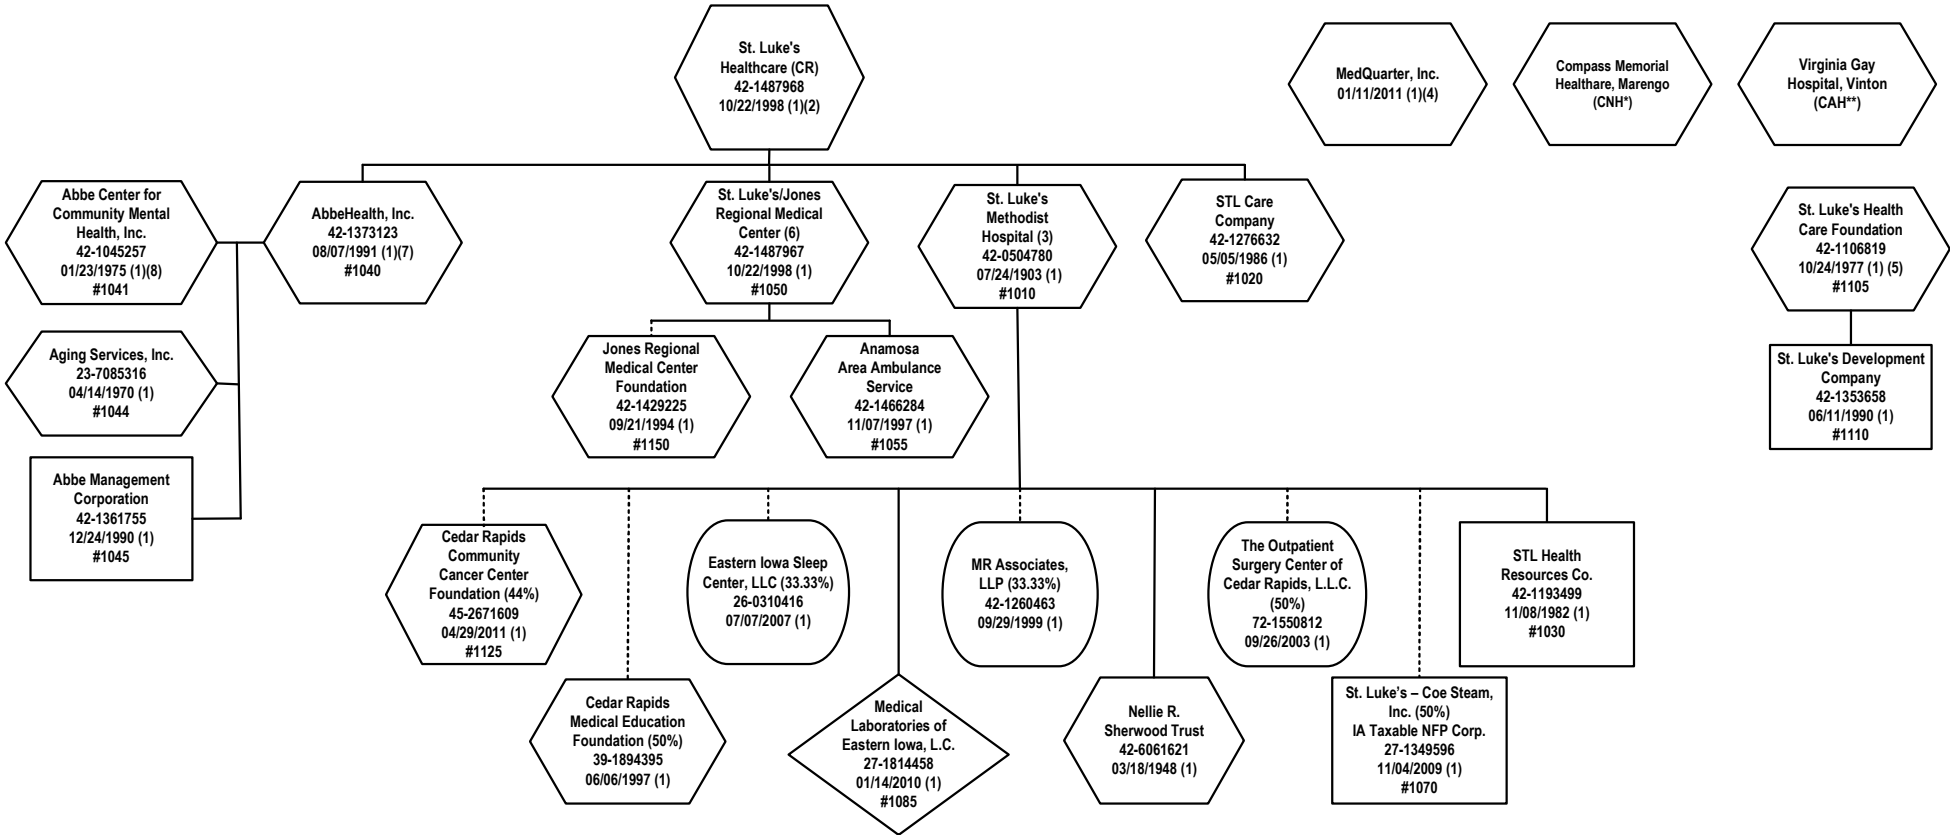 St. Luke's
Healthcare (CR)
42-1487968
10/22/1998 (1)(2)
MedQuarter, Inc.
01/11/2011 (1)(4)
Compass Memorial
Healthare, Marengo
(CNH*)
Virginia Gay
Hospital, Vinton
(CAH**)
Abbe Center for
Community Mental
Health, Inc.
42-1045257
01/23/1975 (1)(8)
#1041
AbbeHealth, Inc.
42-1373123
08/07/1991 (1)(7)
#1040
St. Luke's/Jones
Regional Medical
Center (6)
42-1487967
10/22/1998 (1)
#1050
St. Luke's
Methodist
Hospital (3)
42-0504780
07/24/1903 (1)
#1010
STL Care
Company
42-1276632
05/05/1986 (1)
#1020
St. Luke's Health
Care Foundation
42-1106819
10/24/1977 (1) (5)
#1105
Aging Services, Inc.
23-7085316
04/14/1970 (1)
#1044
Jones Regional
Medical Center
Foundation
42-1429225
09/21/1994 (1)
#1150
Anamosa
Area Ambulance
Service
42-1466284
11/07/1997 (1)
#1055
St. Luke's Development
Company
42-1353658
06/11/1990 (1)
#1110
Abbe Management
Corporation
42-1361755
12/24/1990 (1)
#1045
Cedar Rapids
Community
Cancer Center
Foundation (44%)
45-2671609
04/29/2011 (1)
#1125
Eastern Iowa Sleep
Center, LLC (33.33%)
26-0310416
07/07/2007 (1)
MR Associates,
LLP (33.33%)
42-1260463
09/29/1999 (1)
The Outpatient
Surgery Center of
Cedar Rapids, L.L.C.
(50%)
72-1550812
09/26/2003 (1)
STL Health
Resources Co.
42-1193499
11/08/1982 (1)
#1030
Cedar Rapids
Medical Education
Foundation (50%)
39-1894395
06/06/1997 (1)
Medical
Laboratories of
Eastern Iowa, L.C.
27-1814458
01/14/2010 (1)
#1085
Nellie R.
Sherwood Trust
42-6061621
03/18/1948 (1)
St. Luke’s – Coe Steam,
Inc. (50%)
IA Taxable NFP Corp.
27-1349596
11/04/2009 (1)
#1070